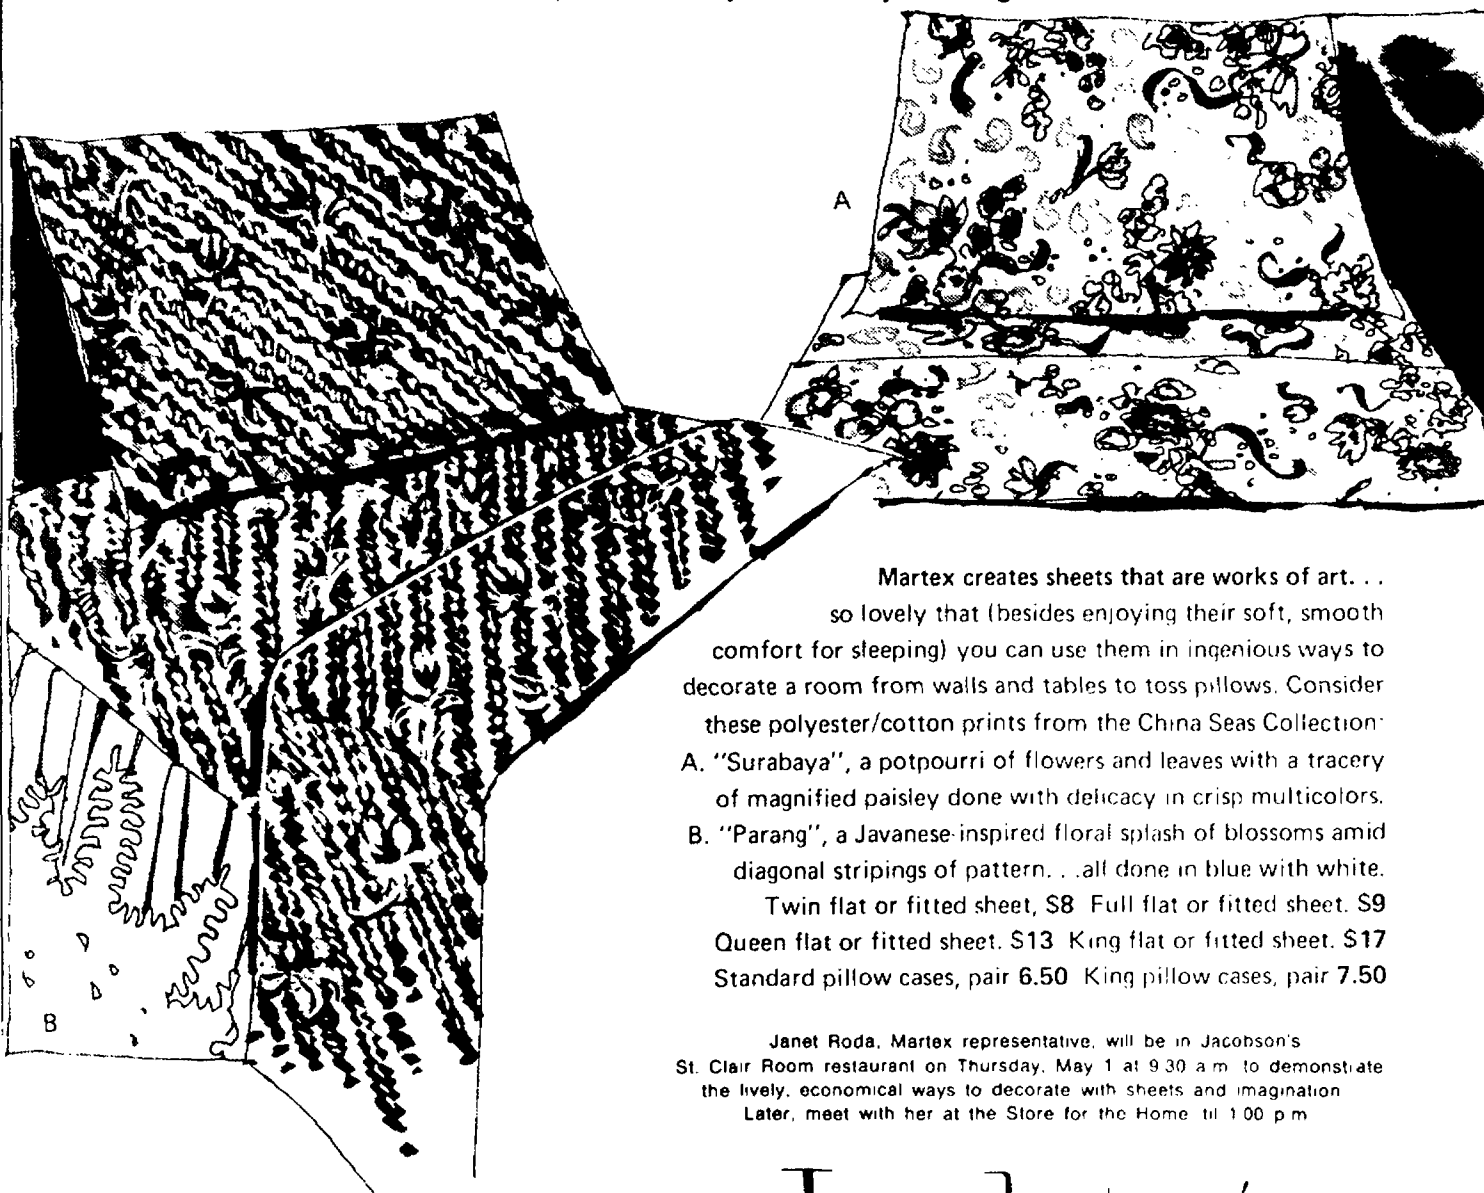 A
Martex creates sheets that are works of art. . .
so lovely that (besides enjoying their soft, smooth
comfort for sleeping) you can use them in ingenious ways to
decorate a room from walls and tables to toss pillows. Consider
these polyester/cotton prints from the China Seas Collection:
A. "Surabaya", a potpourri of flowers and leaves with a tracery
of magnified paisley done with delicacy in crisp multicolors.
B. "Parang", a Javanese-inspired floral splash of blossoms amid
diagonal stripings of pattern. . .all done in blue with white.
Twin flat or fitted sheet, $8 Full flat or fitted sheet. $9
Queen flat or fitted sheet. $13 King flat or fitted sheet. $17
Standard pillow cases, pair 6.50 King pillow cases, pair 7.50
B
Janet Roda, Martex representative, will be in Jacobson's
St. Clair Room restaurant on Thursday, May 1 at 9 30 a m to demonstrate
the lively, economical ways to decorate with sheets and imagination
Later, meet with her at the Store for the Home til 1 00 p m